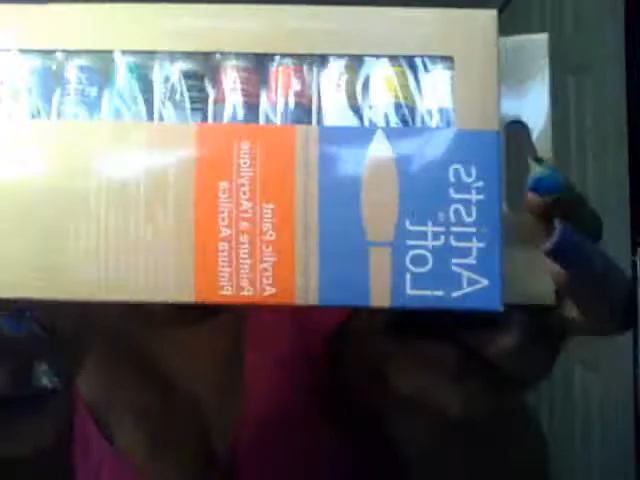 Artist's
Loft
Acrylic Paint
Peinture à l'Acrylique
Pintura Acrílica